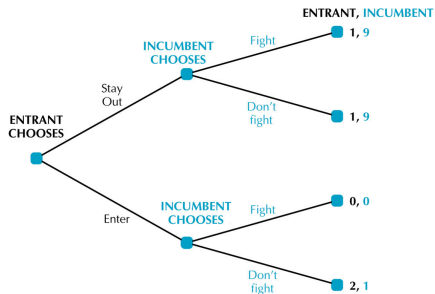 ENTRANT, INCUMBENT
INCUMBENT
CHOOSES
Fight
1, 9
Stay
Out
Don't
fight
1, 9
ENTRANT
CHOOSES
Enter
INCUMBENT
CHOOSES
Fight
0, 0
Don't
fight
2, 1